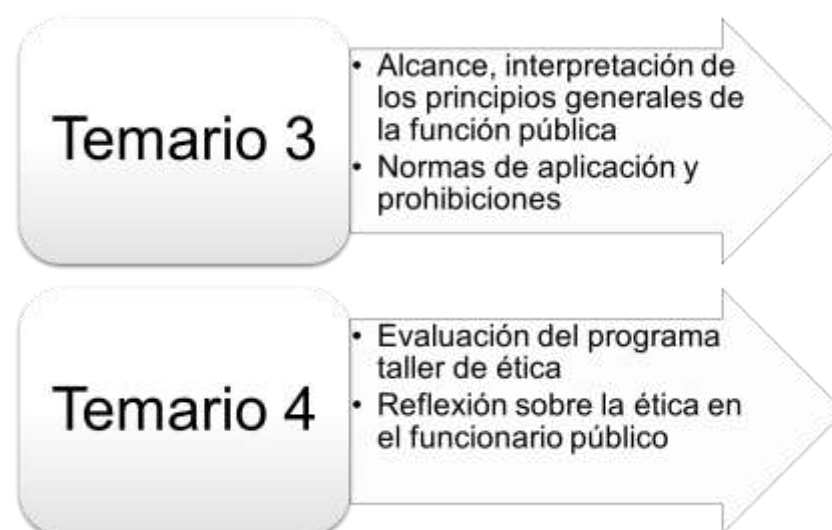 Temario 3
• Alcance, interpretación de
los principios generales de
la función pública
• Normas de aplicación y
prohibiciones
Temario 4
• Evaluación del programa
taller de ética
• Reflexión sobre la ética en
el funcionario público